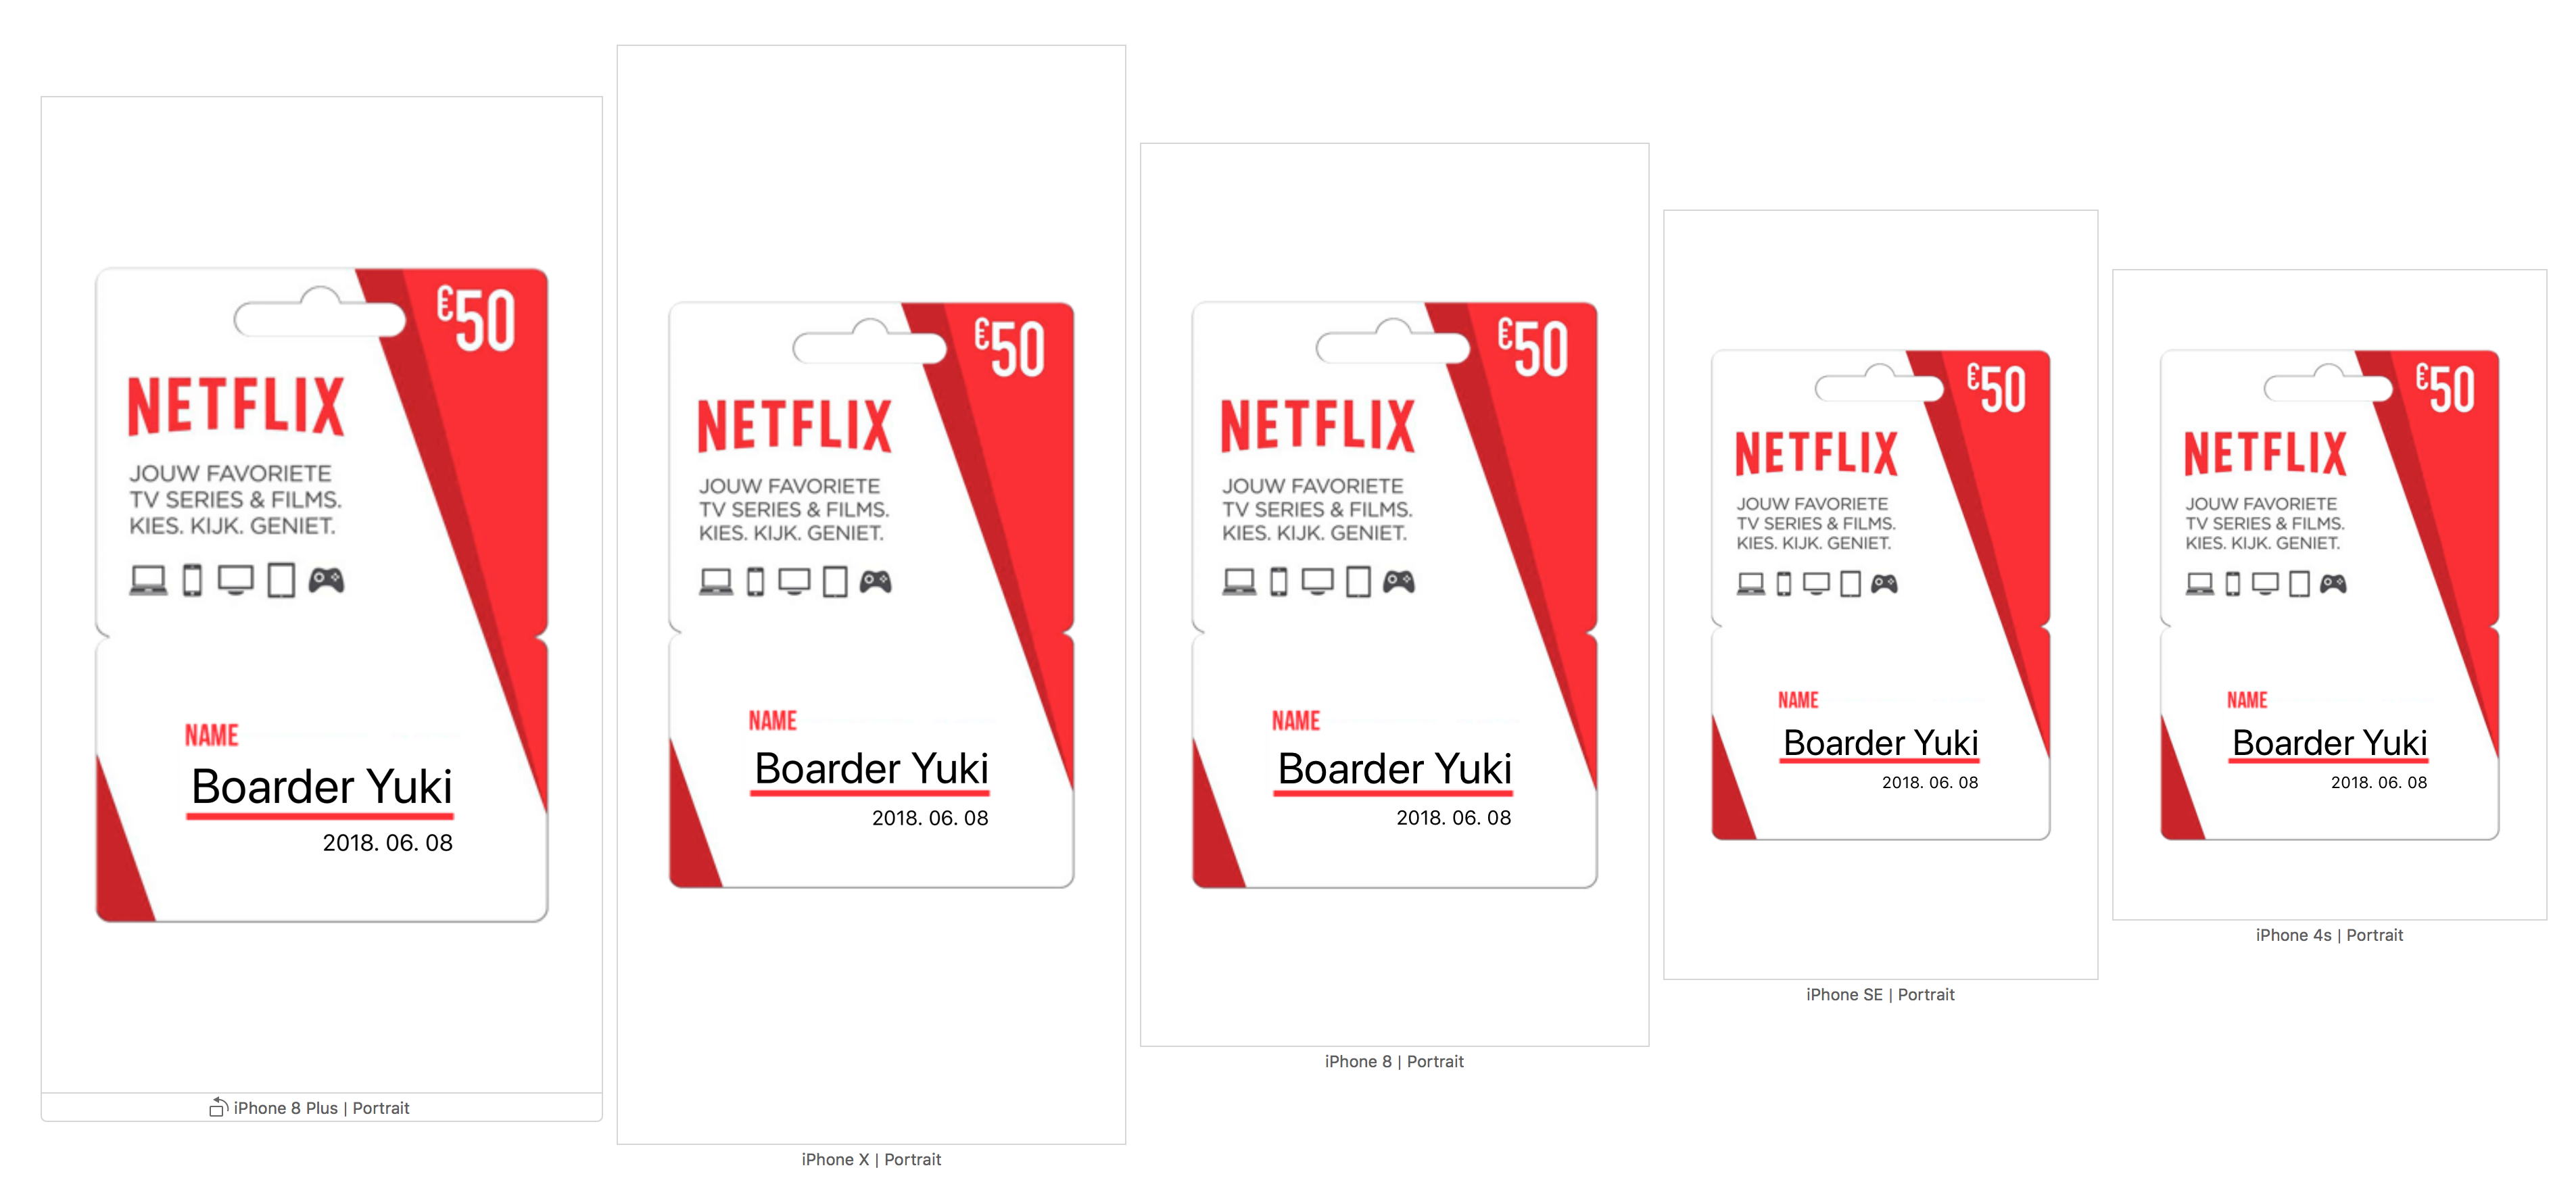 €50
NETFLIX
JOUW FAVORIETE
TV SERIES & FILMS.
KIES. KIJK. GENIET.
NAME
Boarder Yuki
2018. 06. 08
iPhone 8 Plus | Portrait
€50
NETFLIX
JOUW FAVORIETE
TV SERIES & FILMS.
KIES. KIJK. GENIET.
NAME
Boarder Yuki
2018. 06. 08
iPhone X | Portrait
€50
NETFLIX
JOUW FAVORIETE
TV SERIES & FILMS.
KIES. KIJK. GENIET.
NAME
Boarder Yuki
2018. 06. 08
iPhone 8 | Portrait
€50
NETFLIX
JOUW FAVORIETE
TV SERIES & FILMS.
KIES. KIJK. GENIET.
NAME
Boarder Yuki
2018. 06. 08
iPhone SE | Portrait
€50
NETFLIX
JOUW FAVORIETE
TV SERIES & FILMS.
KIES. KIJK. GENIET.
NAME
Boarder Yuki
2018. 06. 08
iPhone 4s | Portrait